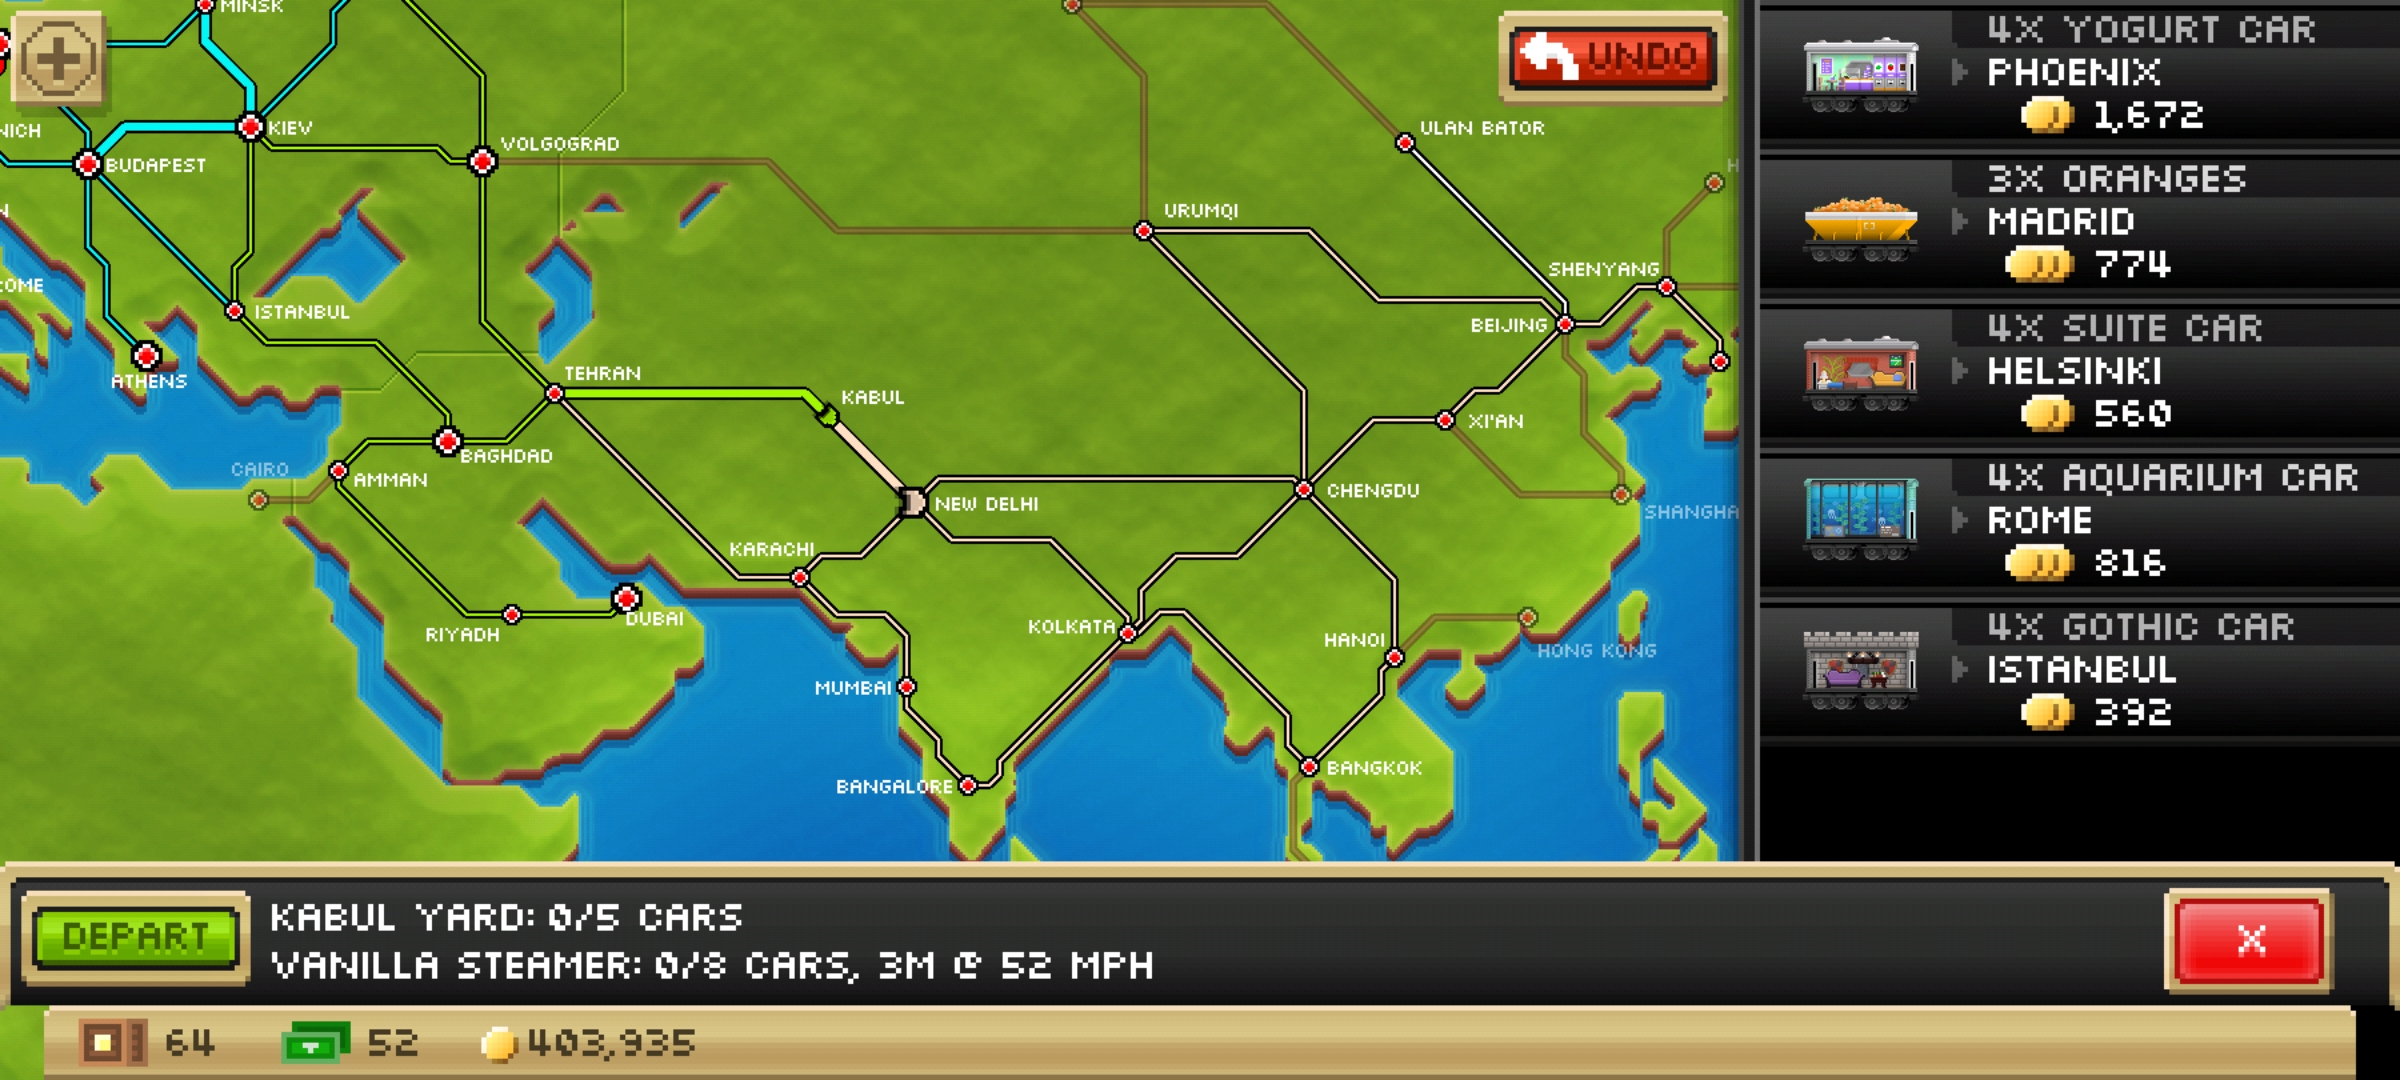 MINSK
NICH
KIEV
BUDAPEST
VOLGOGRAD
UNDO
ULAN BATOR
URUMQI
OME
ISTANBUL
SHENYANG
BEIJING
ATHENS
TEHRAN
KABUL
XI'AN
BAGHDAD
CAIRO
AMMAN
NEW DELHI
CHENGDU
SHANGHA
KARACHI
RIYADH
DUBAI
KOLKATA
HANOI
HONG KONG
MUMBAI
BANGALORE
BANGKOK
4X YOGURT CAR
PHOENIX
1,672
3X ORANGES
MADRID
774
4X SUITE CAR
HELSINKI
560
4X AQUARIUM CAR
ROME
816
4X GOTHIC CAR
ISTANBUL
392
DEPART
KABUL YARD: 0/5 CARS
VANILLA STEAMER: 0/8 CARS, 3M @ 52 MPH
X
64
52
403,935